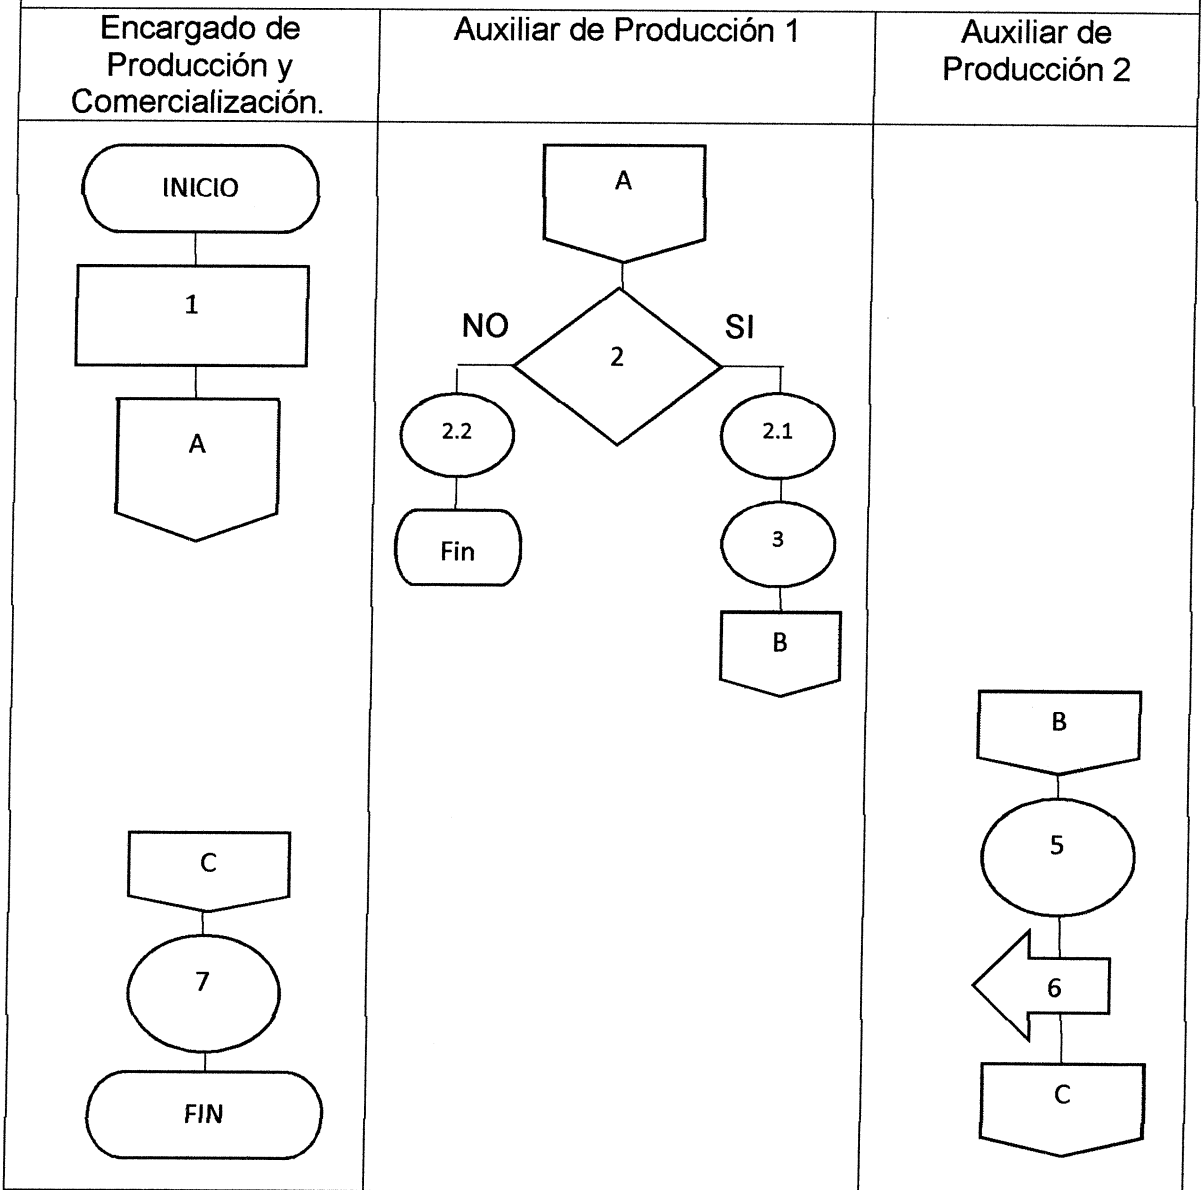 Encargado de
Producción y
Comercialización.
Auxiliar de Producción 1
Auxiliar de
Producción 2
INICIO
1
A
A
NO
SI
2
2.2
2.1
Fin
3
B
B
5
6
C
C
7
FIN